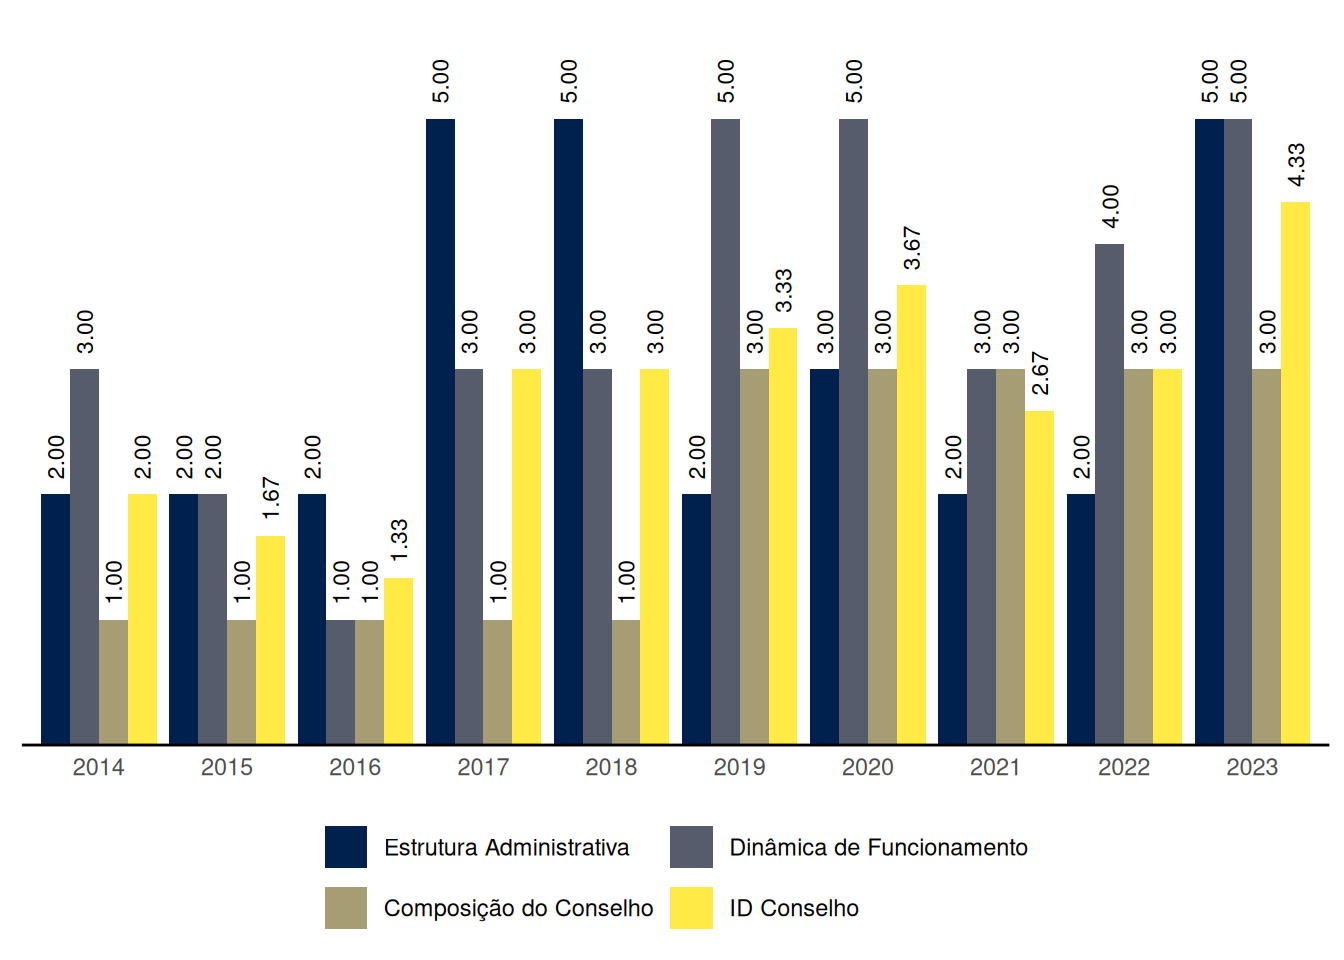 5.00 5.00 5.00 5.00 5.00 5.00
4.33
4.00
3.67
3.33
3.00 3.00 3.00 3.00 3.00 3.00 3.00 3.00 3.00 3.00 3.00 3.00 3.00
2.67
2.00 2.00 2.00 2.00 2.00 2.00 2.00 2.00
1.67
1.33
1.00 1.00 1.00 1.00 1.00 1.00
2014 2015 2016 2017 2018 2019 2020 2021 2022 2023
Estrutura Administrativa Dinâmica de Funcionamento
Composição do Conselho ID Conselho